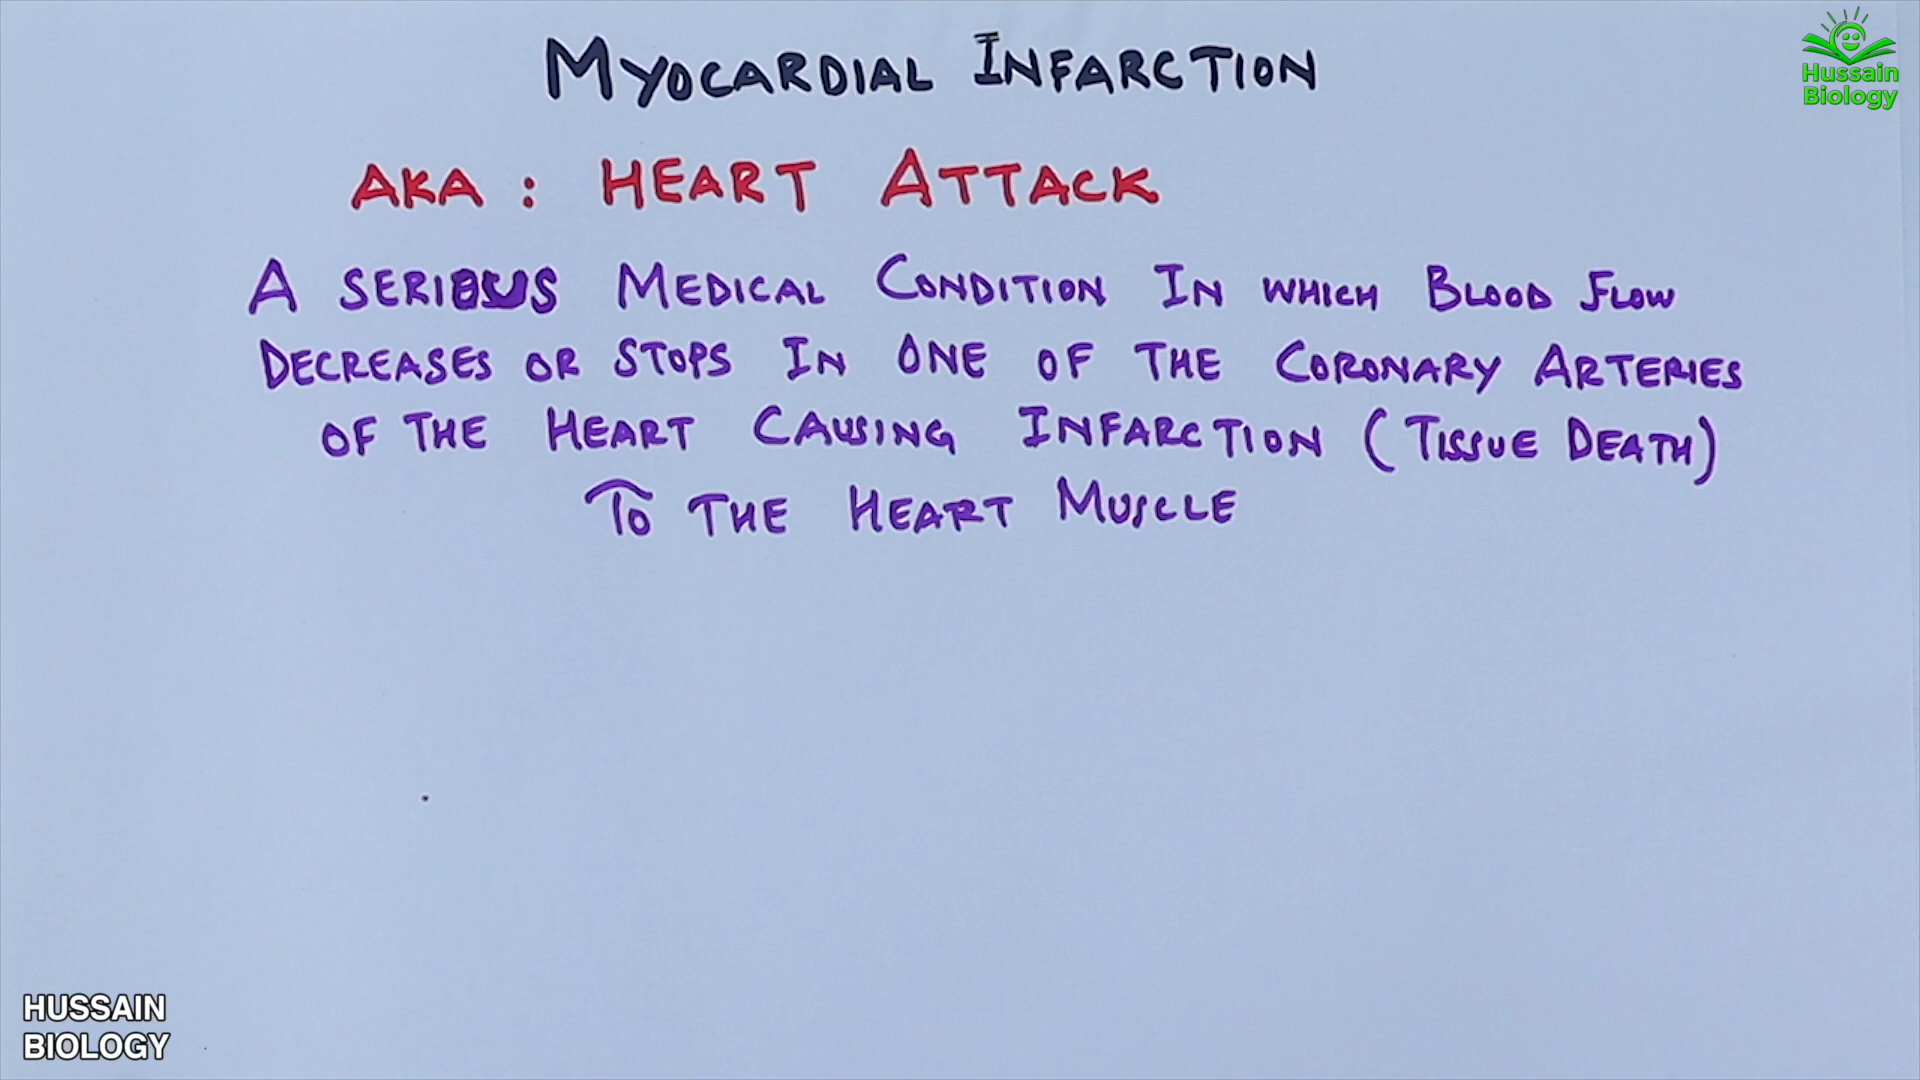 MYOCARDIAL INFARCTION
AKA : HEART ATTACK
A SERIOUS MEDICAL CONDITION IN WHICH BLOOD FLOW
DECREASES OR STOPS IN ONE OF THE CORONARY ARTERIES
OF THE HEART CAUSING INFARCTION (TISSUE DEATH)
TO THE HEART MUSCLE
Hussain
Biology
HUSSAIN
BIOLOGY